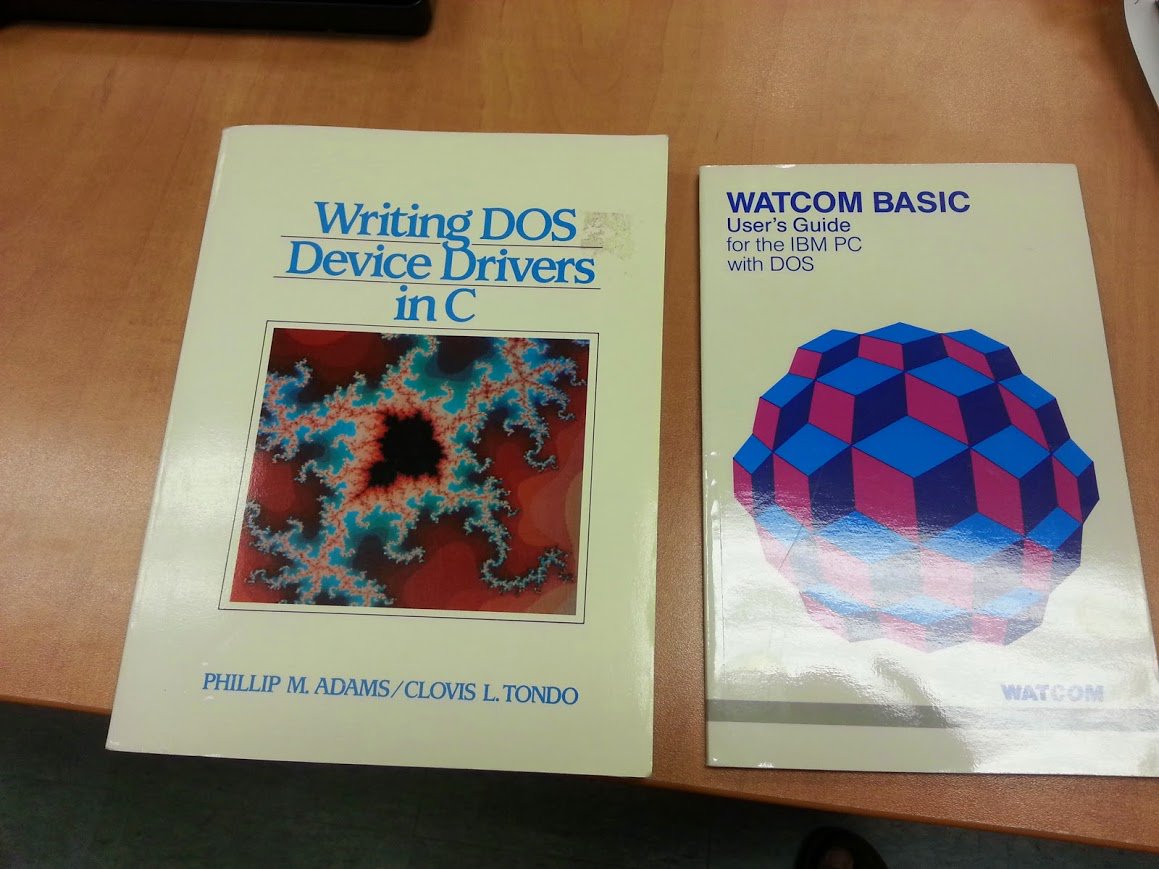 Writing DOS
Device Drivers
in C
PHILLIP M. ADAMS/CLOVIS L. TONDO
WATCOM BASIC
User's Guide
for the IBM PC
with DOS
WATCOM